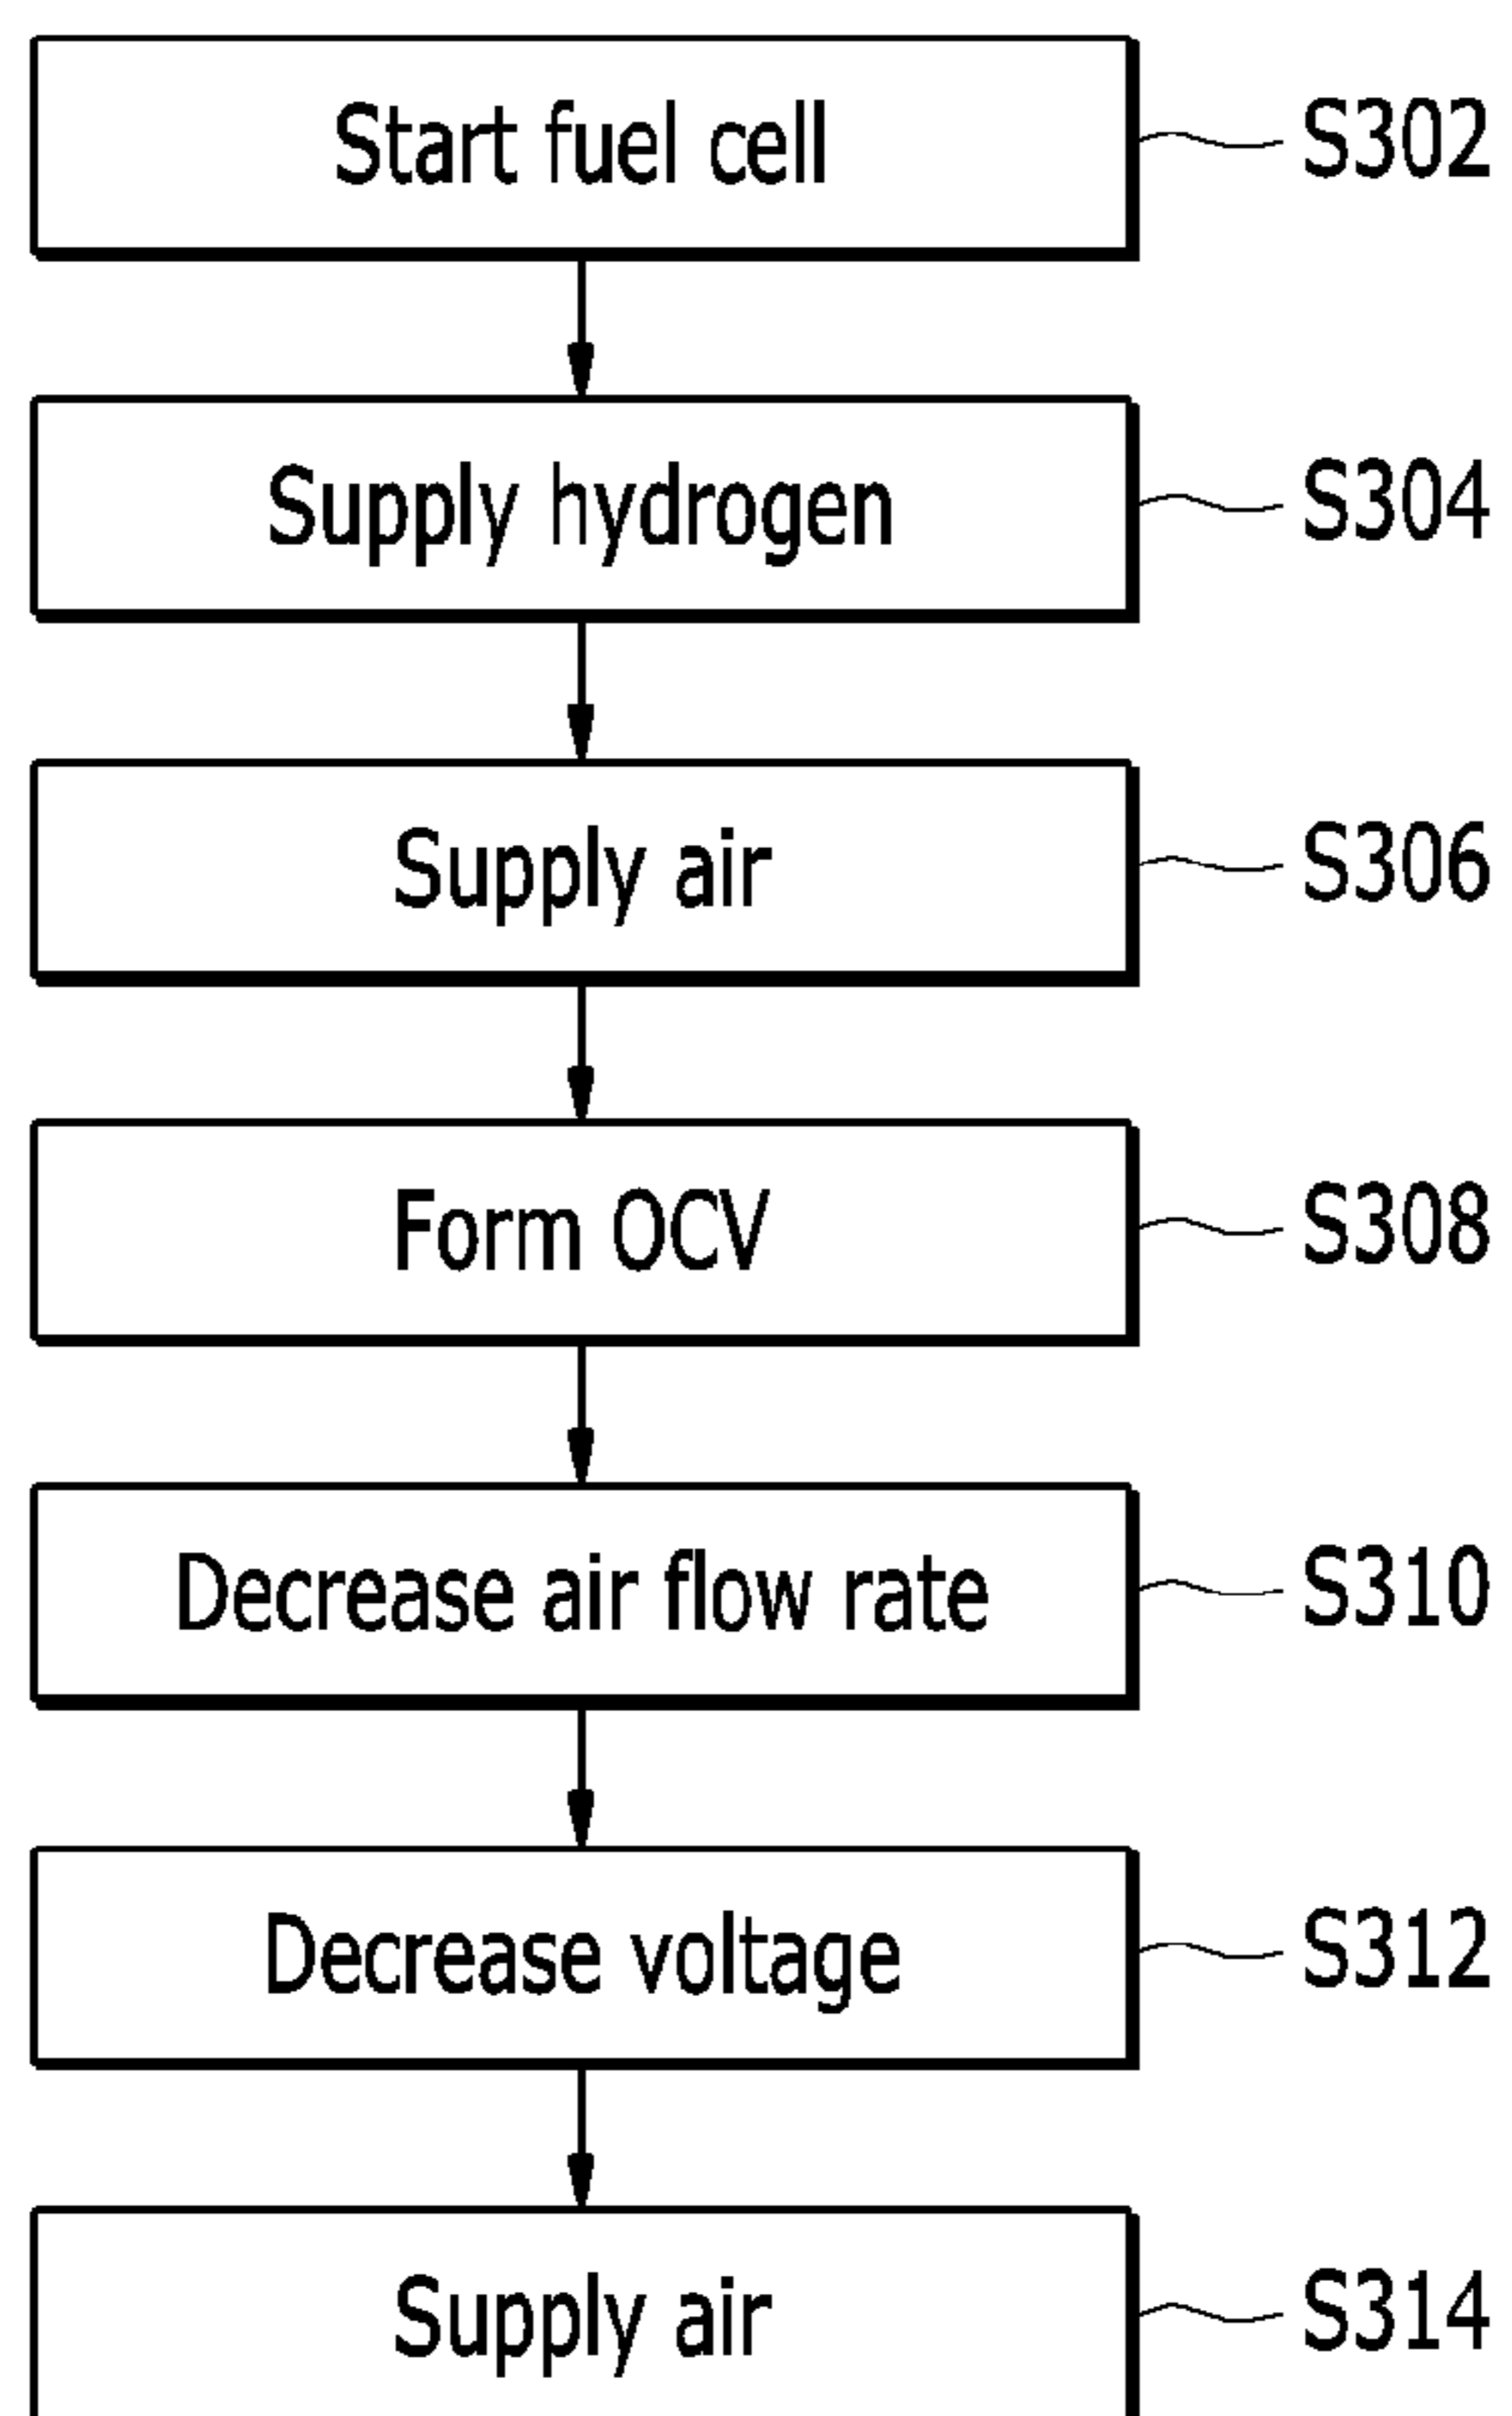 Start fuel cell S302
Supply hydrogen S304
Supply air S306
Form OCV S308
Decrease air flow rate S310
Decrease voltage S312
Supply air S314